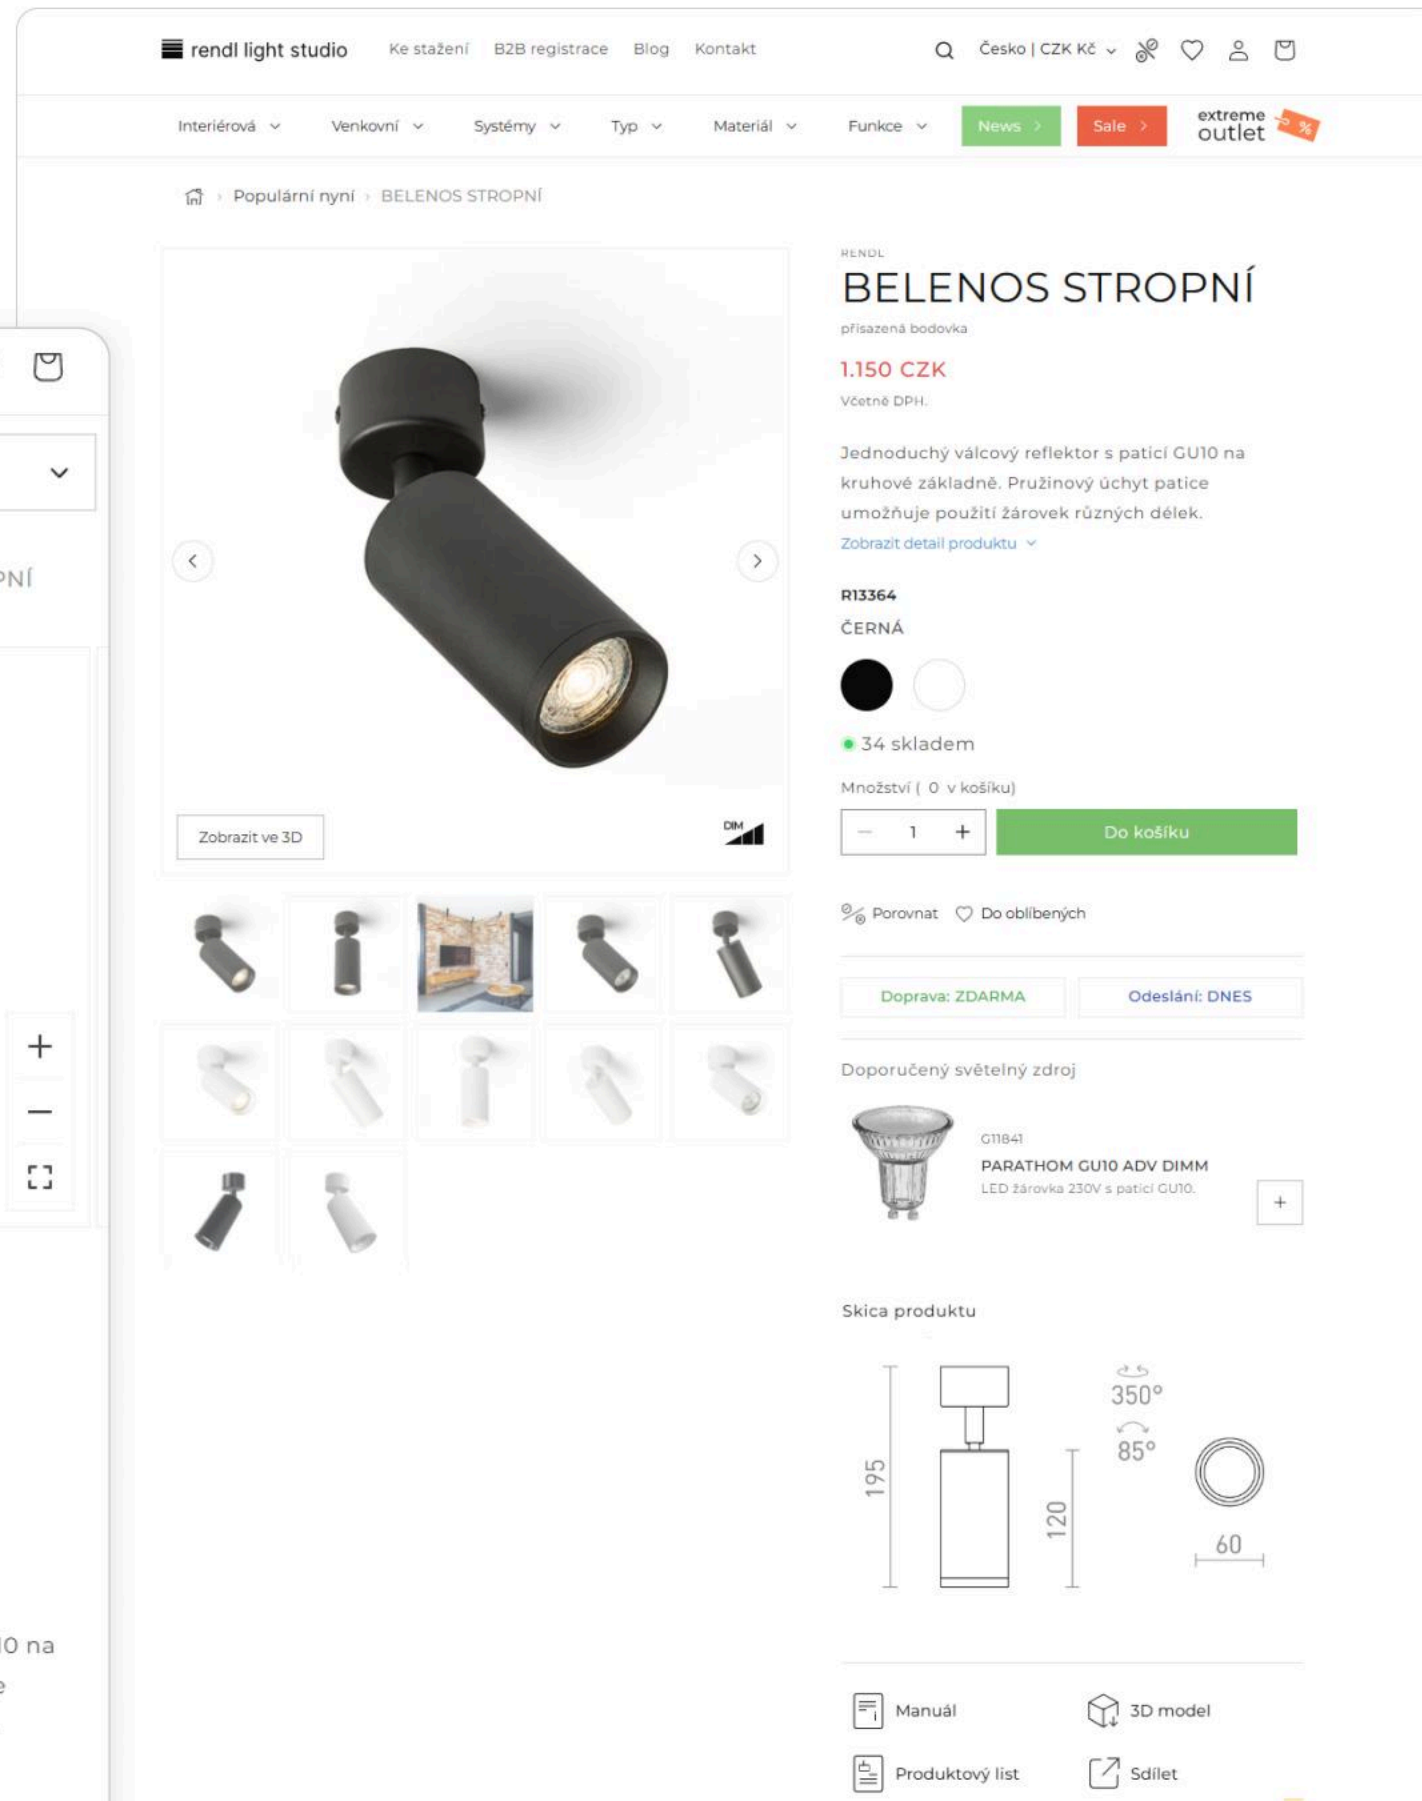 rendl light studio
Ke stažení
B2B registrace
Blog
Kontakt
Česko | CZK Kč
Interiérová
Venkovní
Systémy
Typ
Materiál
Funkce
News
Sale
extreme
outlet
%
Populární nyní
BELENOS STROPNÍ
RENDL
BELENOS STROPNÍ
přisazená bodovka
1.150 CZK
Včetně DPH.
Jednoduchý válcový reflektor s paticí GU10 na
kruhové základně. Pružinový úchyt patice
umožňuje použití žárovek různých délek.
Zobrazit detail produktu
R13364
ČERNÁ
34 skladem
Množství ( 0 v košíku)
− 1 +
Do košíku
Zobrazit ve 3D
DIM
Porovnat
Do oblíbených
Doprava: ZDARMA
Odeslání: DNES
Doporučený světelný zdroj
G11841
PARATHOM GU10 ADV DIMM
LED žárovka 230V s paticí GU10.
+
Skica produktu
350°
85°
195
120
60
Manuál
3D model
Produktový list
Sdílet
PNÍ
+
−
10 na
e